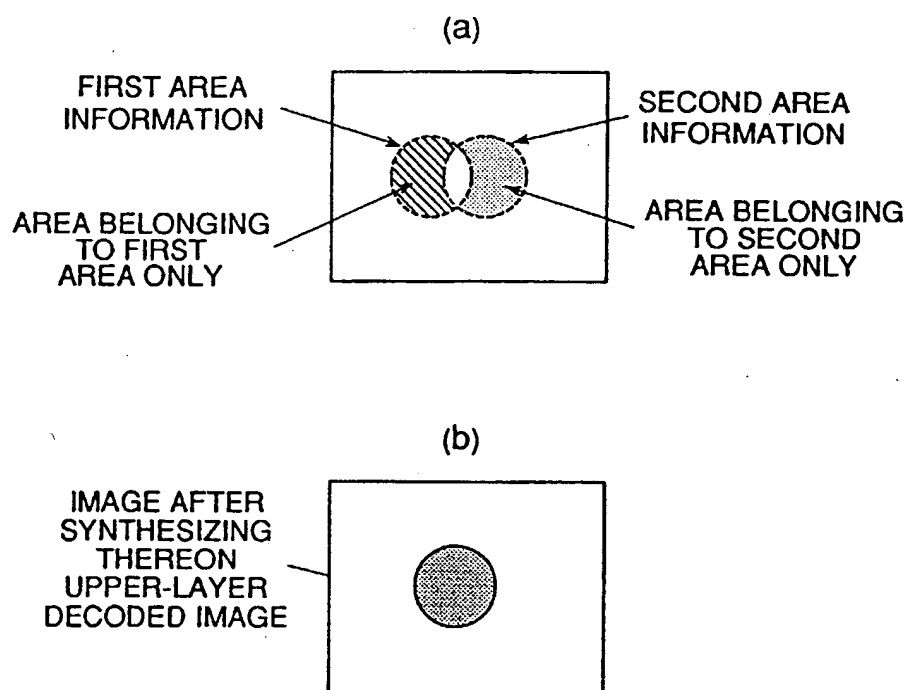 (a)
FIRST AREA
INFORMATION
SECOND AREA
INFORMATION
AREA BELONGING
TO FIRST
AREA ONLY
AREA BELONGING
TO SECOND
AREA ONLY
(b)
IMAGE AFTER
SYNTHESIZING
THEREON
UPPER-LAYER
DECODED IMAGE